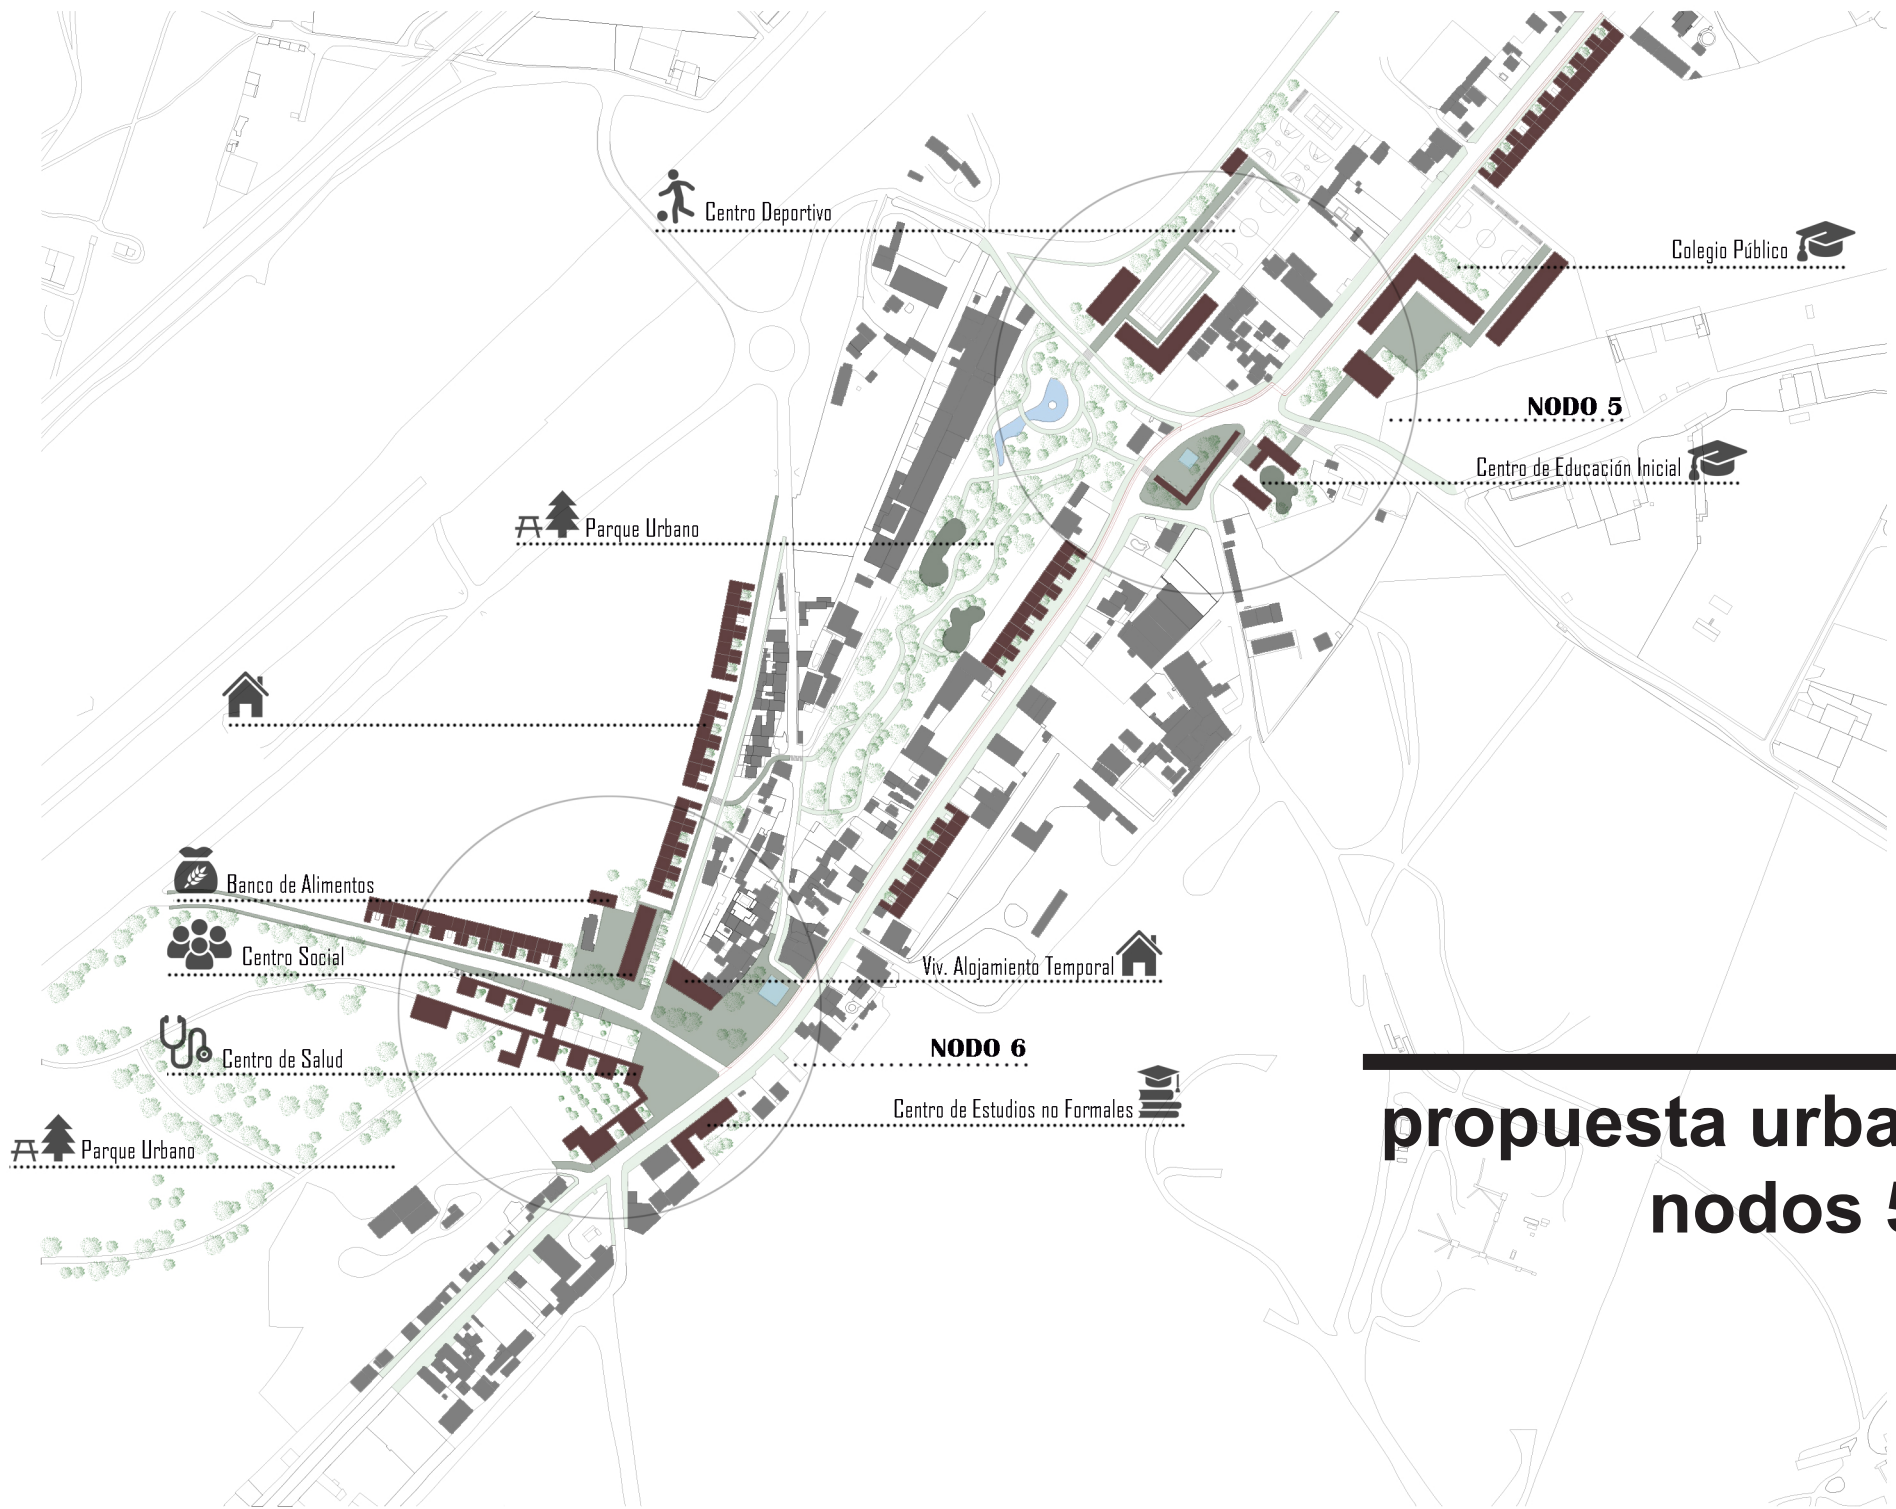 Centro Deportivo
Colegio Público
NODO 5
Centro de Educación Inicial
Parque Urbano
Banco de Alimentos
Centro Social
Viv. Alojamiento Temporal
Centro de Salud
NODO 6
Centro de Estudios no Formales
Parque Urbano
propuesta urba
nodos 5